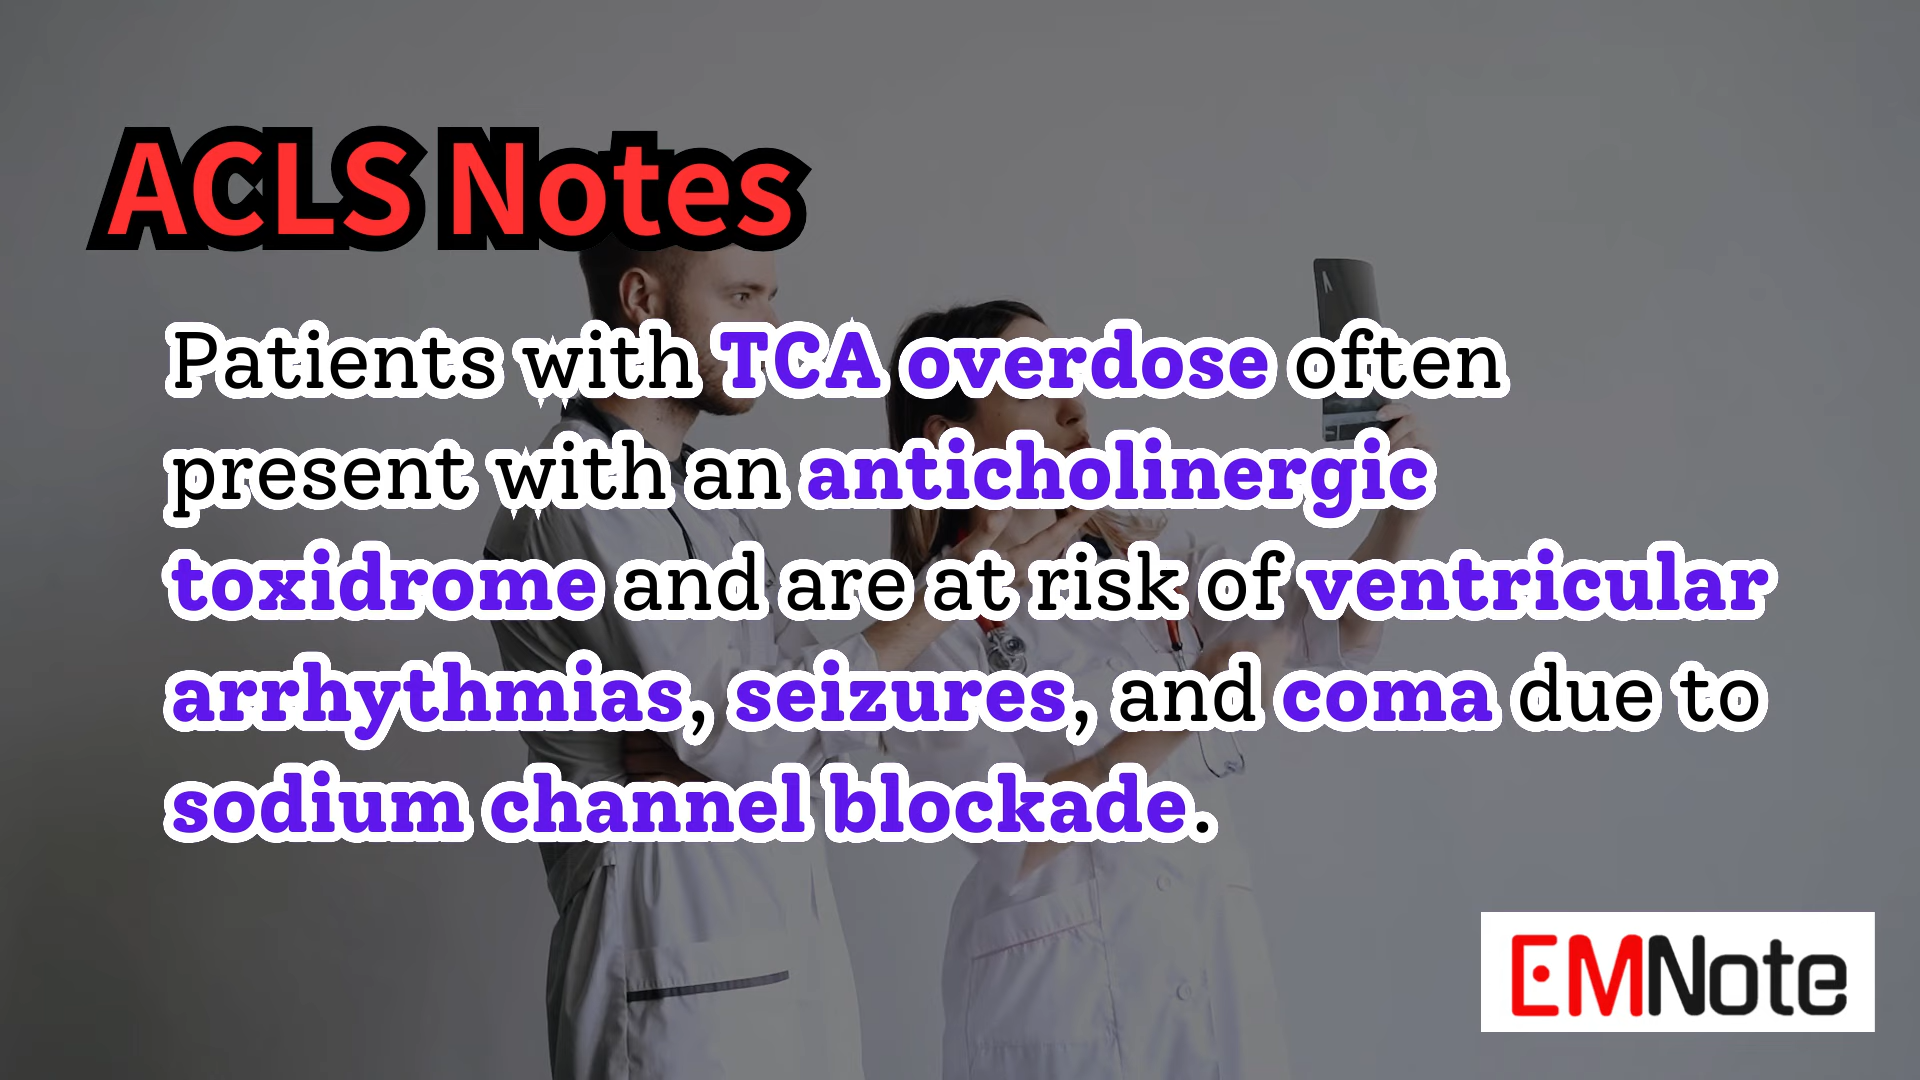 ACLS Notes
Patients with TCA overdose often
present with an anticholinergic
toxidrome and are at risk of ventricular
arrhythmias, seizures, and coma due to
sodium channel blockade.
EMNote